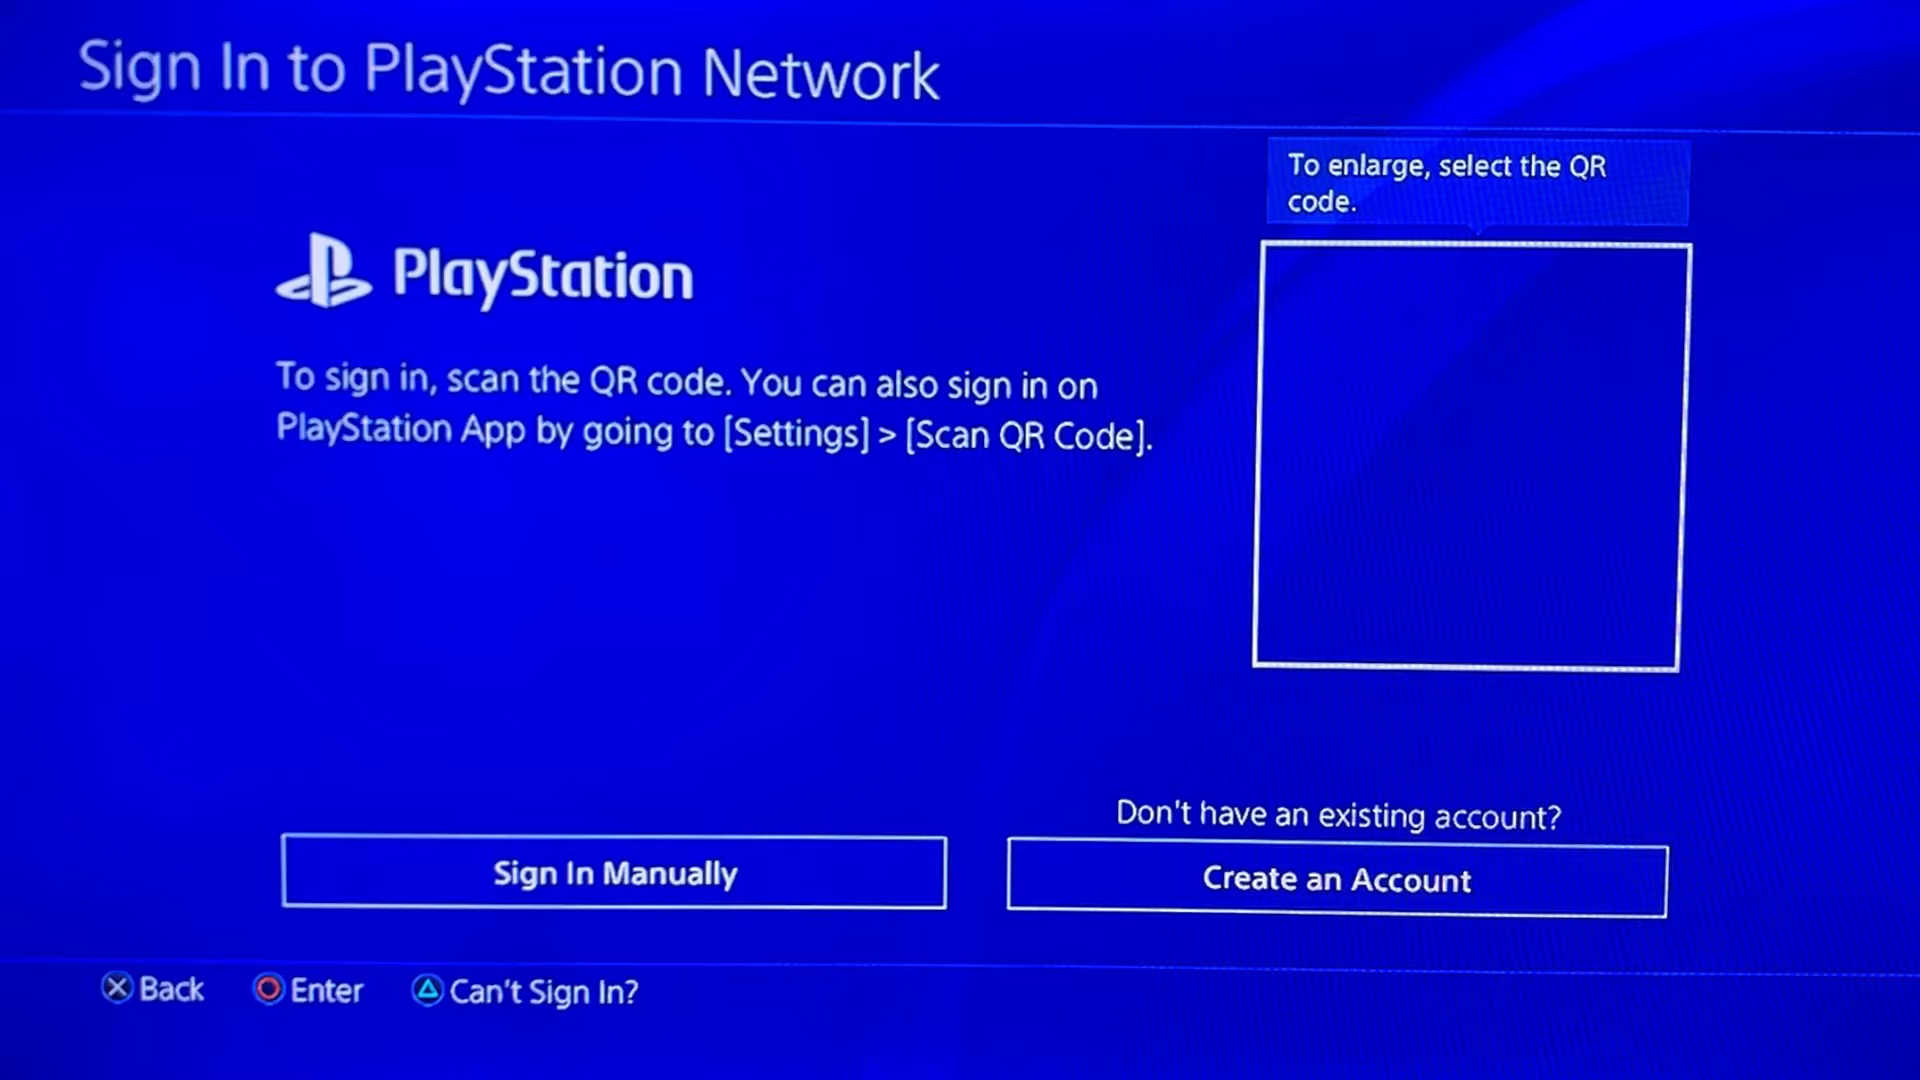 Sign In to PlayStation Network
To enlarge, select the QR
code.
PlayStation
To sign in, scan the QR code. You can also sign in on
PlayStation App by going to [Settings] > [Scan QR Code].
Don't have an existing account?
Sign In Manually
Create an Account
Back
Enter
Can't Sign In?